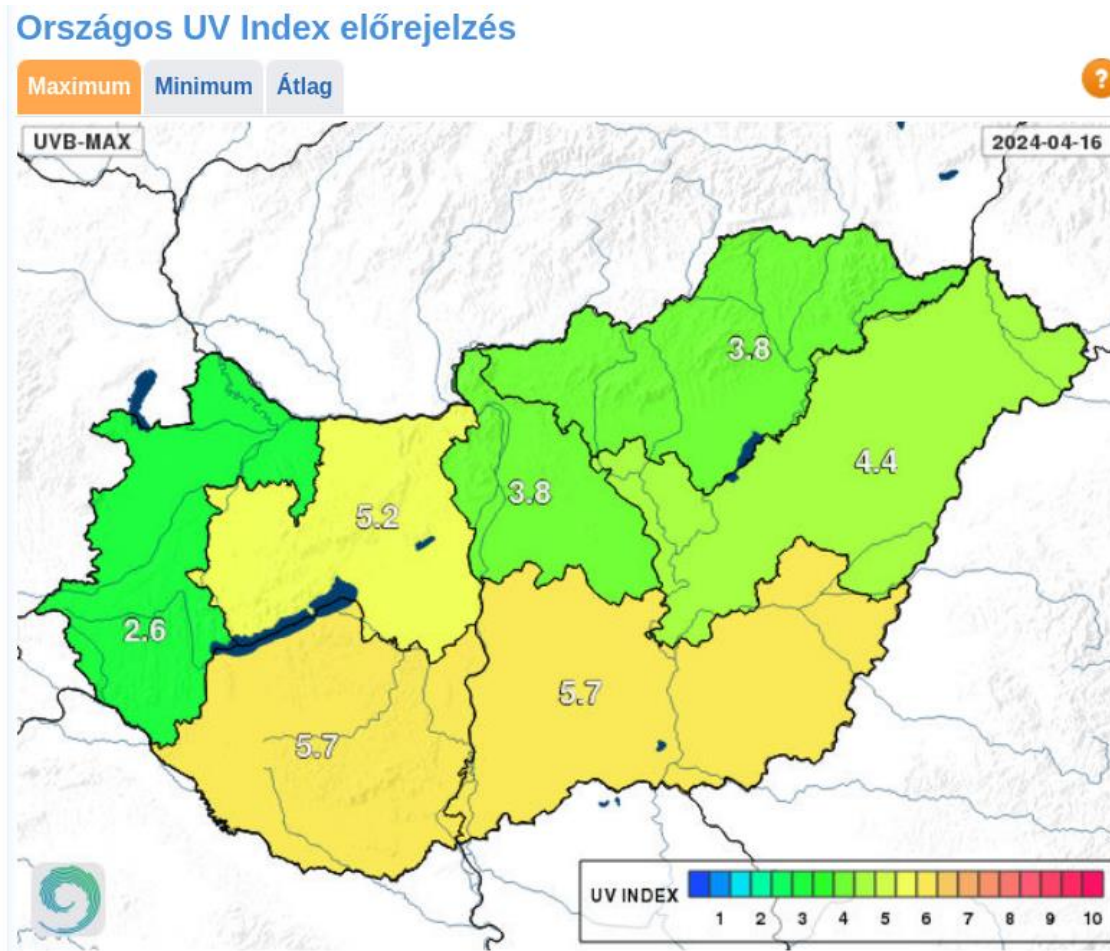 Országos UV Index előrejelzés
Maximum Minimum Átlag ?
UVB-MAX 2024-04-16
3.8
4.4
3.8
5.2
2.6
5.7
5.7
UV INDEX 1 2 3 4 5 6 7 8 9 10